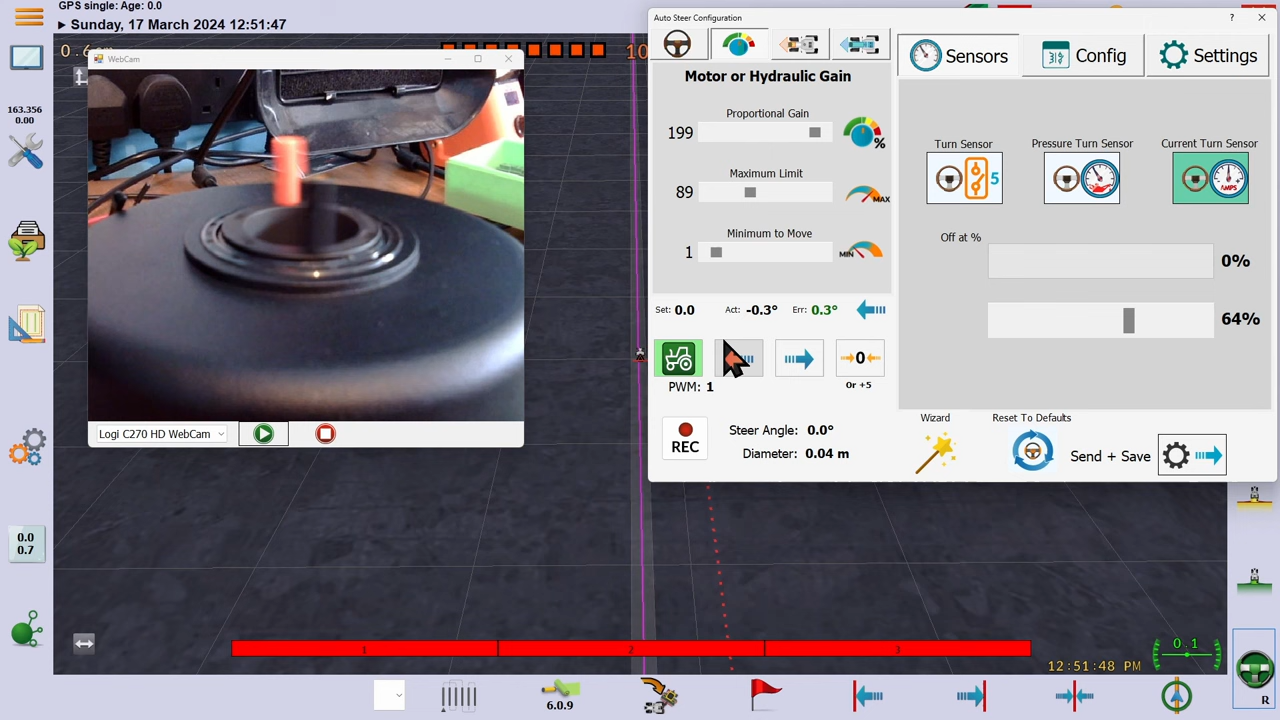 GPS single: Age: 0.0
Sunday, 17 March 2024 12:51:47
163.356
0.00
0.0
0.7
WebCam
Logi C270 HD WebCam
10
Auto Steer Configuration
?
Motor or Hydraulic Gain
Proportional Gain
199
%
Maximum Limit
89
MAX
Minimum to Move
1
MIN
Set: 0.0 Act: -0.3° Err: 0.3°
0
PWM: 1
0r +5
REC
Steer Angle: 0.0°
Diameter: 0.04 m
Sensors
Config
Settings
Turn Sensor
5
Pressure Turn Sensor
Current Turn Sensor
AMPS
Off at %
0%
64%
Wizard
Reset To Defaults
Send + Save
1
2
3
0.1
12:51:48 PM
6.0.9
R